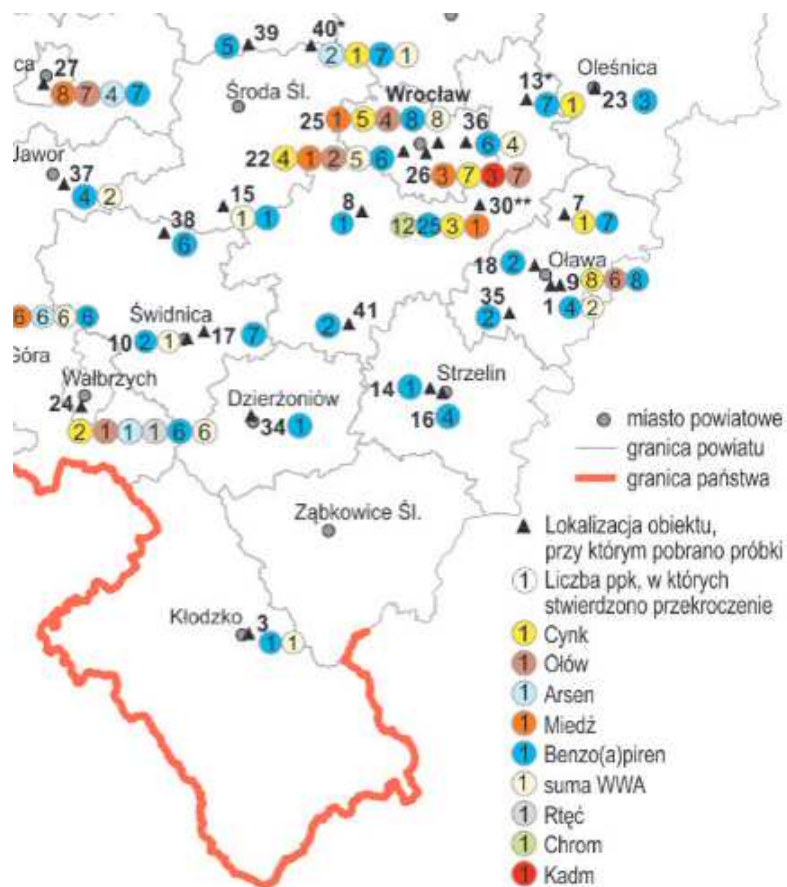 39
40*
5
2 1 7 1
ca
27
8 7 4 7
Środa Śl.
Wrocław
13*
7 1
Oleśnica
23 3
25 1 5 4 8 8
36
6 4
22 4 1 2 5 6
26 3 7 3 7
Jawor
37
4 2
15
1 1
8
1
30**
12 25 3 1
7
1 7
38
6
18 2
Oława
9 8 6 8
35
2
1 4 2
6 6 6 6
Świdnica
10 2 1
17 7
2
41
Góra
Wałbrzych
24
2 1 1 1 6 6
Dzierżoniów
34 1
14 1
Strzelin
16 4
miasto powiatowe
granica powiatu
granica państwa
Ząbkowice Śl.
Lokalizacja obiektu,
przy którym pobrano próbki
1 Liczba ppk, w których
stwierdzono przekroczenie
Kłodzko
3
1 1
1 Cynk
1 Ołów
1 Arsen
1 Miedź
1 Benzo(a)piren
1 suma WWA
1 Rtęć
1 Chrom
1 Kadm